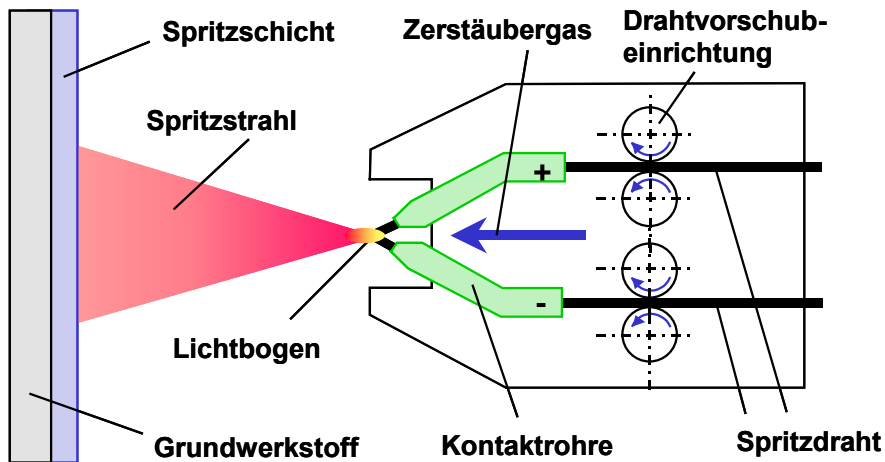 Spritzschicht
Zerstäubergas
Drahtvorschub-
einrichtung
Spritzstrahl
+
-
Lichtbogen
Grundwerkstoff
Kontaktrohre
Spritzdraht